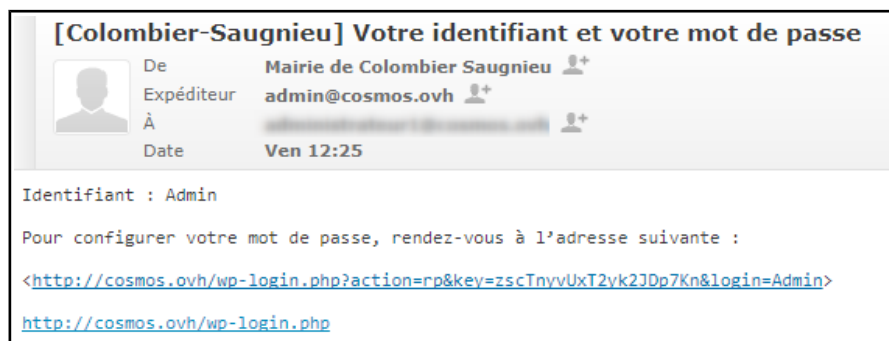 [Colombier-Saugnieu] Votre identifiant et votre mot de passe
De Mairie de Colombier Saugnieu
Expéditeur admin@cosmos.ovh
À
Date Ven 12:25
Identifiant : Admin
Pour configurer votre mot de passe, rendez-vous à l’adresse suivante :
<http://cosmos.ovh/wp-login.php?action=rp&key=zscTnyvUxT2yk2JDp7Kn&login=Admin>
http://cosmos.ovh/wp-login.php